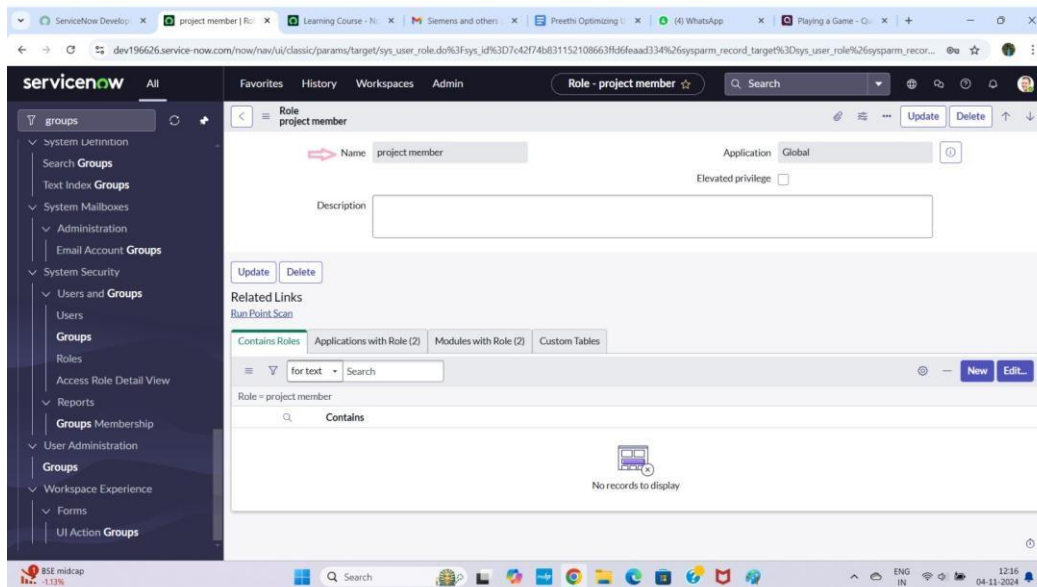 ServiceNow Develop
project member | Ro
Learning Course - N
Siemens and others
Preethi Optimizing U
(4) WhatsApp
Playing a Game - Qu
dev196626.service-now.com/now/nav/ui/classic/params/target/sys_user_role.do%3Fsys_id%3D7c42f74b831152108663ffd6feaad334%26sysparm_record_target%3Dsys_user_role%26sysparm_recor...
servicenow All Favorites History Workspaces Admin Role - project member Search
groups
System Definition
Search Groups
Text Index Groups
System Mailboxes
Administration
Email Account Groups
System Security
Users and Groups
Users
Groups
Roles
Access Role Detail View
Reports
Groups Membership
User Administration
Groups
Workspace Experience
Forms
UI Action Groups
Role
project member
Update Delete
Name project member
Application Global
Elevated privilege
Description
Update Delete
Related Links
Run Point Scan
Contains Roles Applications with Role (2) Modules with Role (2) Custom Tables
for text Search New Edit...
Role = project member
Contains
No records to display
BSE midcap
-1.13%
Search
ENG
IN
12:16
04-11-2024